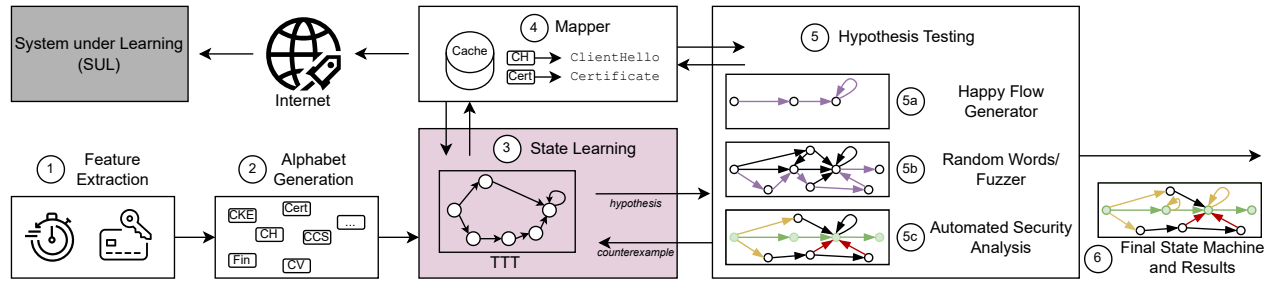 System under Learning
(SUL)
Internet
4 Mapper
Cache
CH ClientHello
Cert Certificate
5 Hypothesis Testing
5a Happy Flow
Generator
5b Random Words/
Fuzzer
5c Automated Security
Analysis
1 Feature
Extraction
2 Alphabet
Generation
CKE
Cert
...
CH
CCS
Fin
CV
3 State Learning
TTT
hypothesis
counterexample
6 Final State Machine
and Results